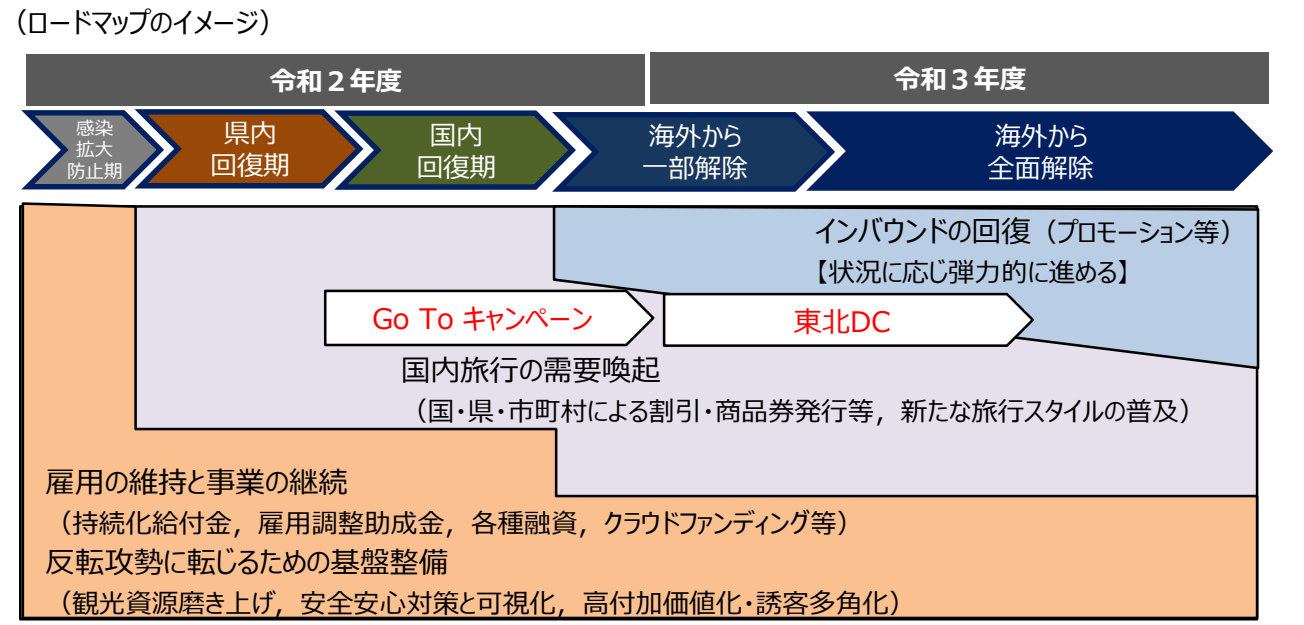 （ロードマップのイメージ）
令和２年度
令和３年度
感染
拡大
防止期
県内
回復期
国内
回復期
海外から
一部解除
海外から
全面解除
インバウンドの回復（プロモーション等）
【状況に応じ弾力的に進める】
Go To キャンペーン
東北DC
国内旅行の需要喚起
（国・県・市町村による割引・商品券発行等，新たな旅行スタイルの普及）
雇用の維持と事業の継続
（持続化給付金，雇用調整助成金，各種融資，クラウドファンディング等）
反転攻勢に転じるための基盤整備
（観光資源磨き上げ，安全安心対策と可視化，高付加価値化・誘客多角化）